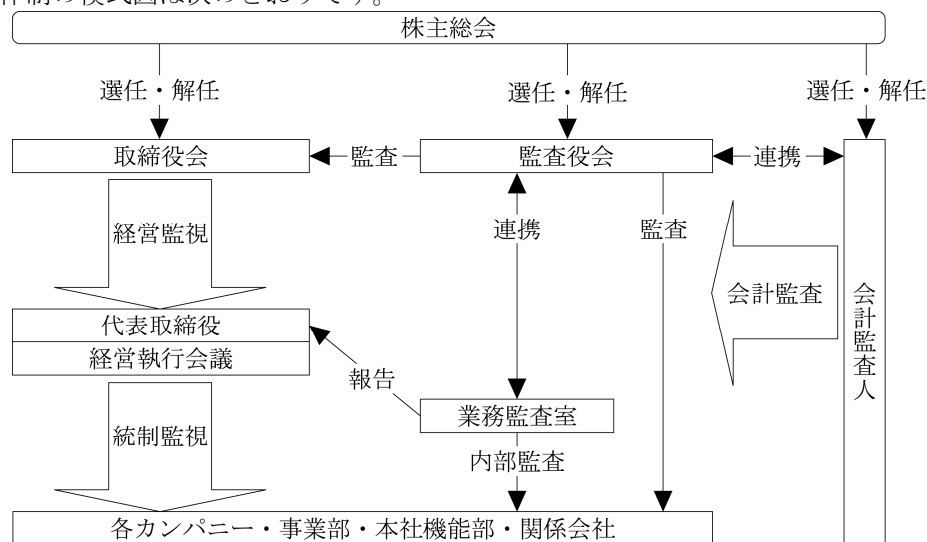 体制の模式図は次のとおりです。
株主総会
選任・解任
選任・解任
選任・解任
取締役会
監査
監査役会
連携
経営監視
連携
監査
会計監査
会計監査人
代表取締役
経営執行会議
報告
業務監査室
統制監視
内部監査
各カンパニー・事業部・本社機能部・関係会社